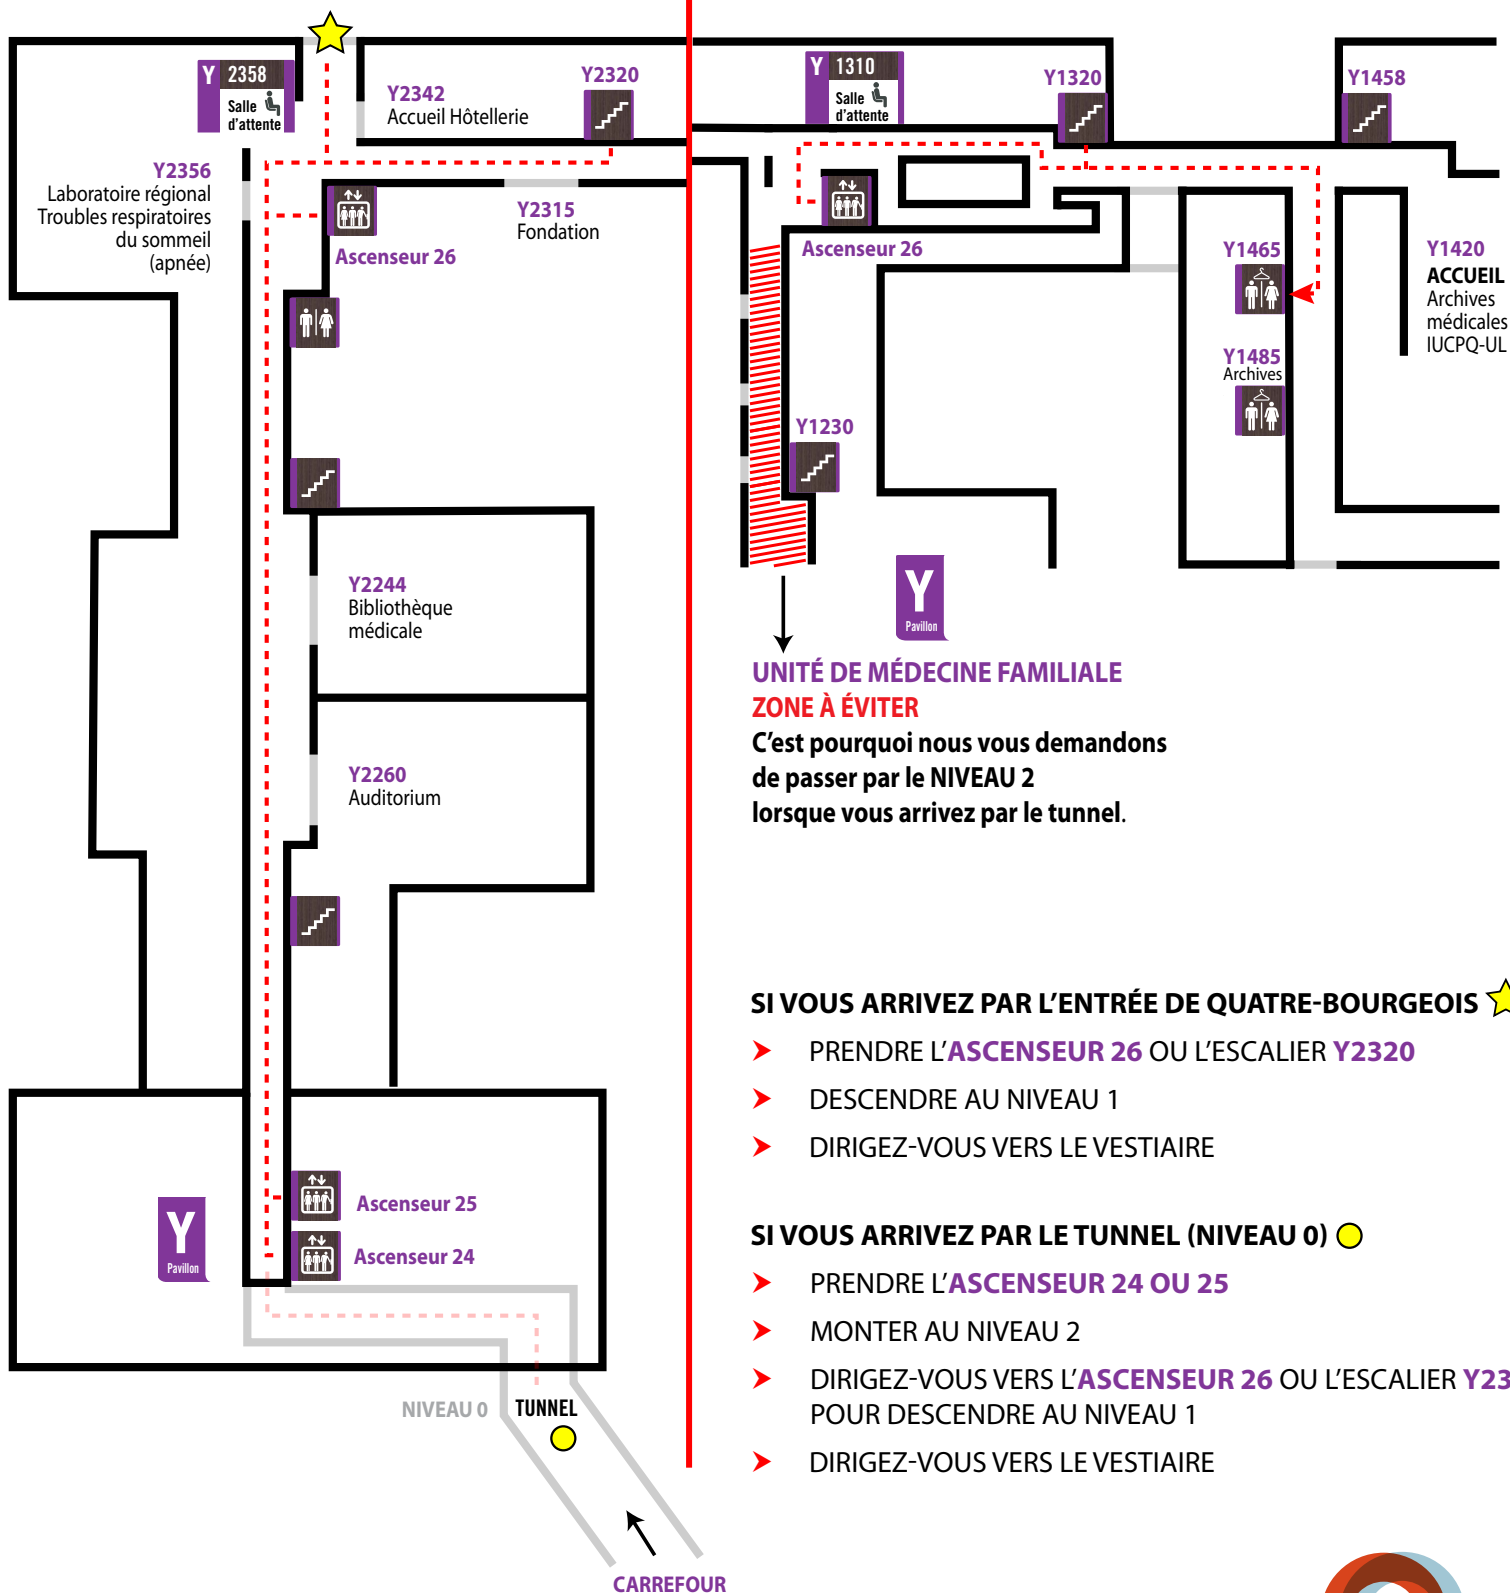 Y 2358
Salle
d'attente
Y2342
Accueil Hôtellerie
Y2320
Y2356
Laboratoire régional
Troubles respiratoires
du sommeil
(apnée)
Ascenseur 26
Y2315
Fondation
Y2244
Bibliothèque
médicale
Y2260
Auditorium
Ascenseur 25
Ascenseur 24
Y
Pavillon
NIVEAU 0
TUNNEL
CARREFOUR
Y 1310
Salle
d'attente
Y1320
Y1458
Ascenseur 26
Y1465
Y1485
Archives
Y1420
ACCUEIL
Archives
médicales
IUCPQ-UL
Y1230
Y
Pavillon
UNITÉ DE MÉDECINE FAMILIALE
ZONE À ÉVITER
C'est pourquoi nous vous demandons
de passer par le NIVEAU 2
lorsque vous arrivez par le tunnel.
SI VOUS ARRIVEZ PAR L'ENTRÉE DE QUATRE-BOURGEOIS
PRENDRE L'ASCENSEUR 26 OU L'ESCALIER Y2320
DESCENDRE AU NIVEAU 1
DIRIGEZ-VOUS VERS LE VESTIAIRE
SI VOUS ARRIVEZ PAR LE TUNNEL (NIVEAU 0)
PRENDRE L'ASCENSEUR 24 OU 25
MONTER AU NIVEAU 2
DIRIGEZ-VOUS VERS L'ASCENSEUR 26 OU L'ESCALIER Y23
POUR DESCENDRE AU NIVEAU 1
DIRIGEZ-VOUS VERS LE VESTIAIRE